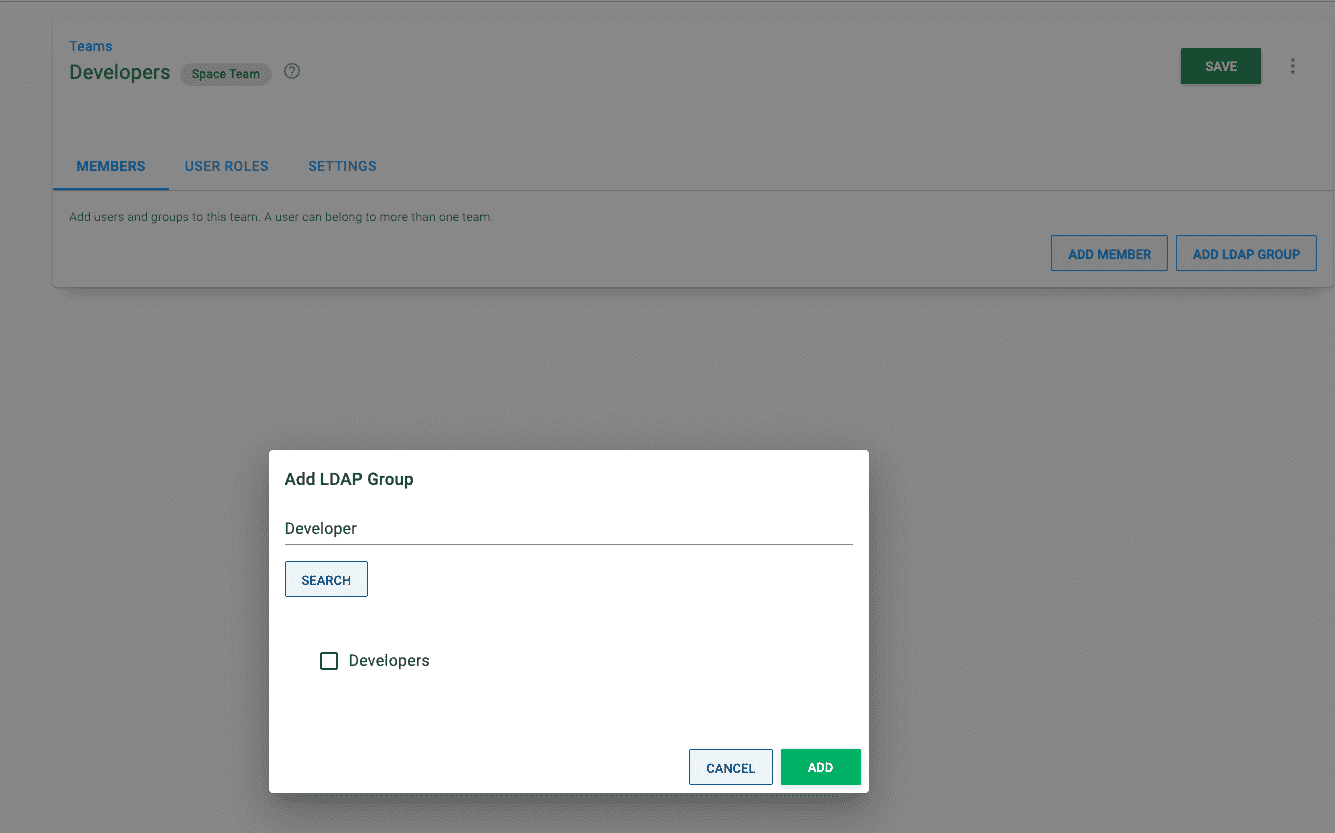 Teams
Developers Space Team ?
SAVE
MEMBERS USER ROLES SETTINGS
Add users and groups to this team. A user can belong to more than one team.
ADD MEMBER ADD LDAP GROUP
Add LDAP Group
Developer
SEARCH
Developers
CANCEL ADD